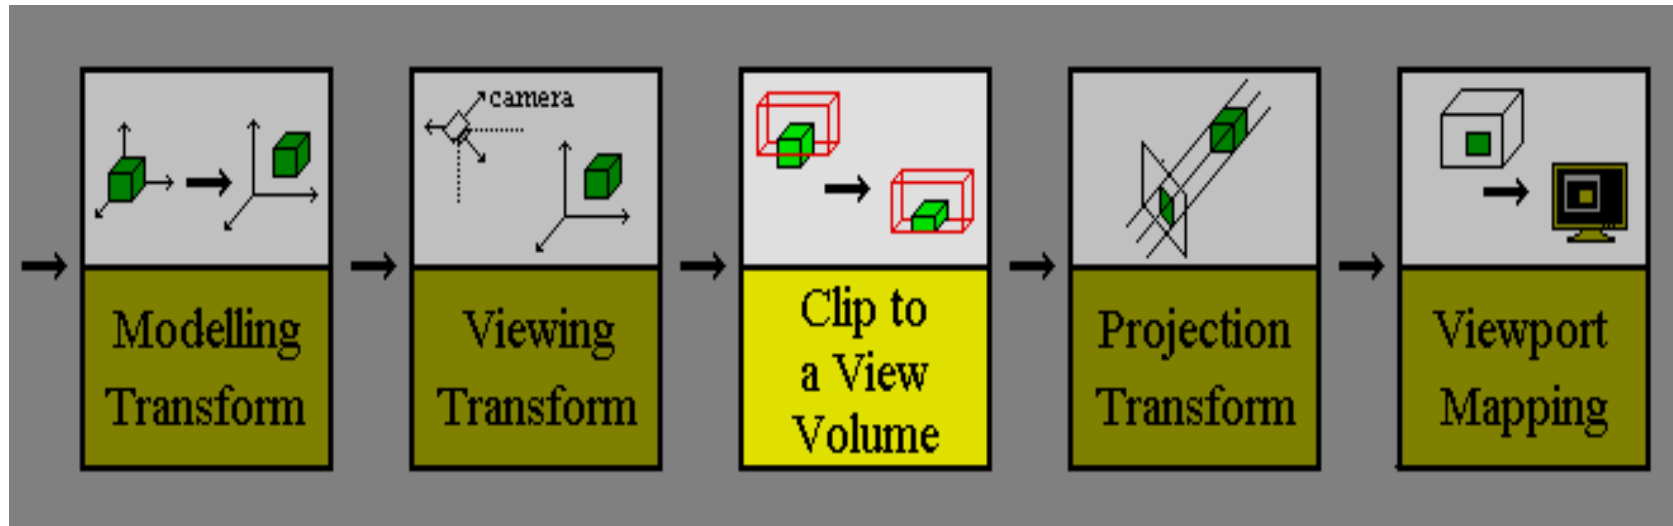 camera
Modelling
Transform
Viewing
Transform
Clip to
a View
Volume
Projection
Transform
Viewport
Mapping